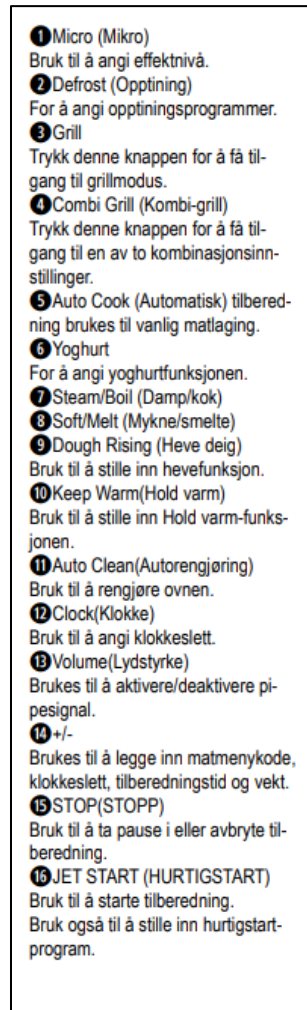 ❶Micro (Mikro)
Bruk til å angi effektnivå.
❷Defrost (Opptining)
For å angi opptiningsprogrammer.
❸Grill
Trykk denne knappen for å få til-
gang til grillmodus.
❹Combi Grill (Kombi-grill)
Trykk denne knappen for å få til-
gang til en av to kombinasjonsinn-
stillinger.
❺Auto Cook (Automatisk) tilbered-
ning brukes til vanlig matlaging.
❻Yoghurt
For å angi yoghurtfunksjonen.
❼Steam/Boil (Damp/kok)
❽Soft/Melt (Mykne/smelte)
❾Dough Rising (Heve deig)
Bruk til å stille inn hevefunksjon.
❿Keep Warm(Hold varm)
Bruk til å stille inn Hold varm-funks-
jonen.
⓫Auto Clean(Autorengjøring)
Bruk til å rengjøre ovnen.
⓬Clock(Klokke)
Bruk til å angi klokkeslett.
⓭Volume(Lydstyrke)
Brukes til å aktivere/deaktivere pi-
pesignal.
⓮+/-
Brukes til å legge inn matmenykode,
klokkeslett, tilberedningstid og vekt.
⓯STOP(STOPP)
Bruk til å ta pause i eller avbryte til-
beredning.
⓰JET START (HURTIGSTART)
Bruk til å starte tilberedning.
Bruk også til å stille inn hurtigstart-
program.